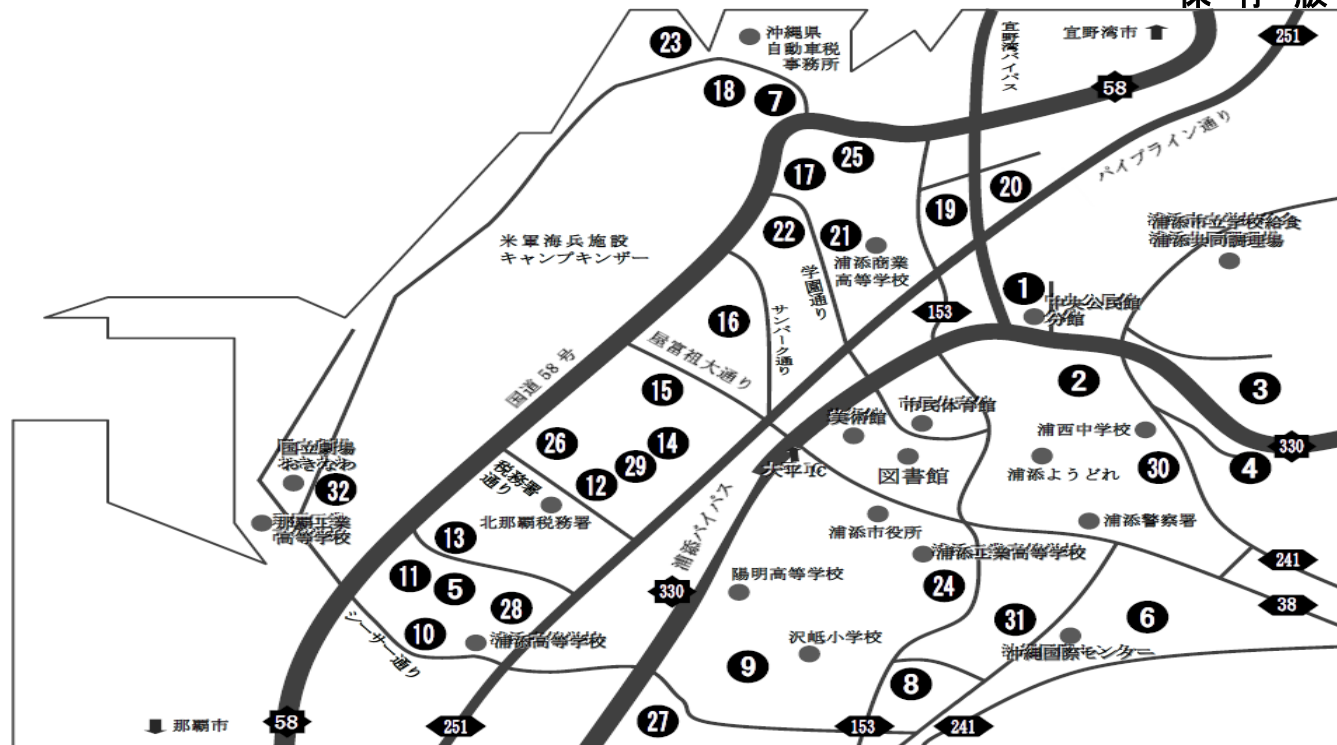 保存版
23
沖縄県
自動車税
事務所
宜野湾バイパス
宜野湾市
251
18
7
58
パイプライン通り
17
25
19
20
22
21
浦添商業
高等学校
学園通り
浦添市立学校給食
浦添共同調理場
米軍海兵施設
キャンプキンザー
1
中央公民館
分館
153
16
サンパーク通り
屋富祖大通り
国道58号
15
2
3
美術館
市民体育館
浦西中学校
26
14
29
12
大平IC
図書館
浦添ようどれ
30
4
330
国立劇場
おきなわ
32
税務署
通り
北那覇税務署
浦添バイパス
浦添市役所
浦添警察署
那覇工業
高等学校
13
浦添工業高等学校
241
11
5
陽明高等学校
330
24
38
28
10
シーサー通り
浦添高等学校
沢岻小学校
31
6
沖縄国際センター
9
8
那覇市
58
251
27
153
241